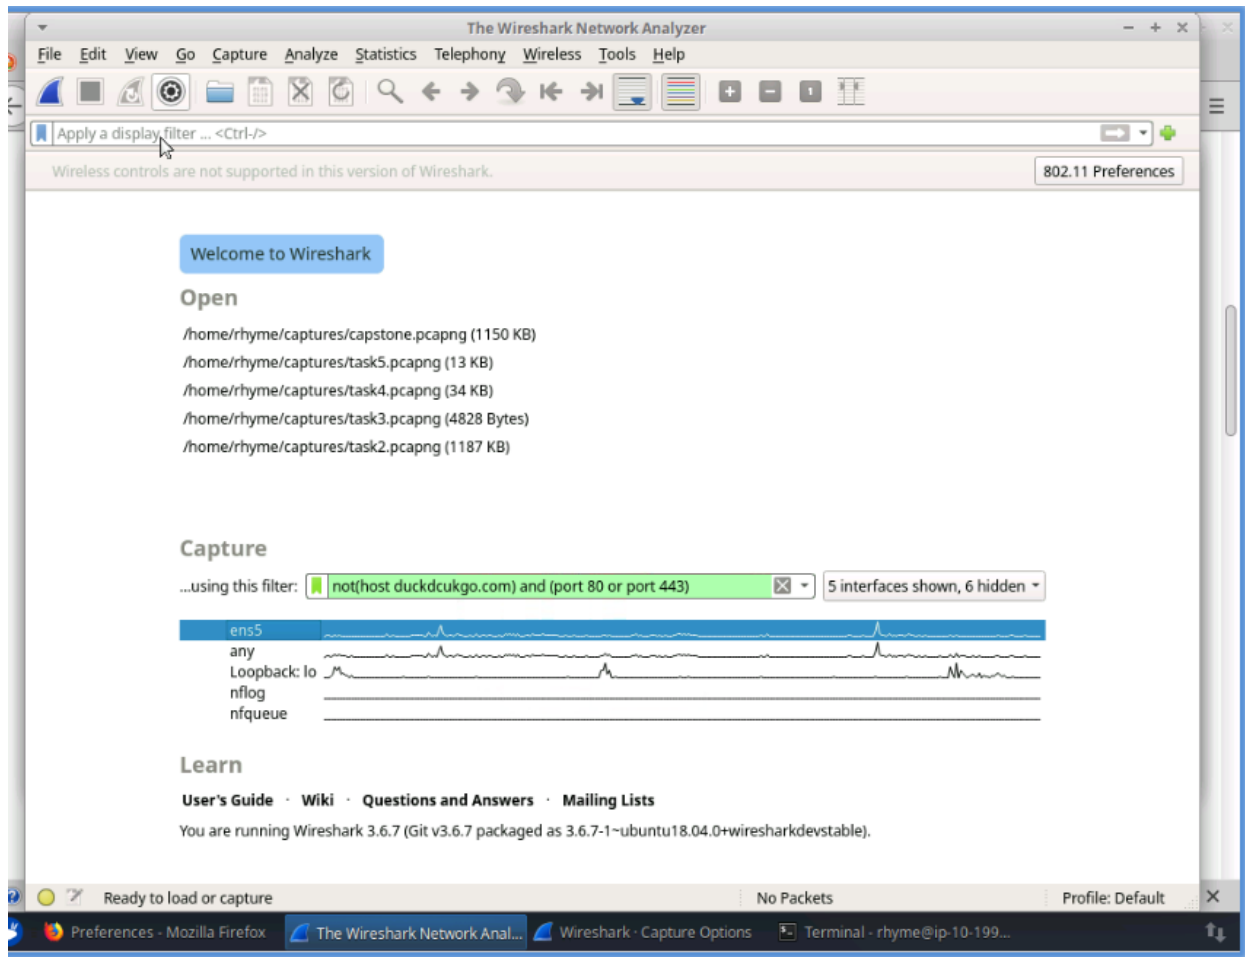 The Wireshark Network Analyzer
File Edit View Go Capture Analyze Statistics Telephony Wireless Tools Help
Apply a display filter ... <Ctrl-/>
Wireless controls are not supported in this version of Wireshark.
802.11 Preferences
Welcome to Wireshark
Open
/home/rhyme/captures/capstone.pcapng (1150 KB)
/home/rhyme/captures/task5.pcapng (13 KB)
/home/rhyme/captures/task4.pcapng (34 KB)
/home/rhyme/captures/task3.pcapng (4828 Bytes)
/home/rhyme/captures/task2.pcapng (1187 KB)
Capture
...using this filter: not(host duckdcukgo.com) and (port 80 or port 443) 5 interfaces shown, 6 hidden
ens5
any
Loopback: lo
nflog
nfqueue
Learn
User's Guide · Wiki · Questions and Answers · Mailing Lists
You are running Wireshark 3.6.7 (Git v3.6.7 packaged as 3.6.7-1~ubuntu18.04.0+wiresharkdevstable).
Ready to load or capture No Packets Profile: Default
Preferences - Mozilla Firefox The Wireshark Network Anal... Wireshark · Capture Options Terminal - rhyme@ip-10-199...